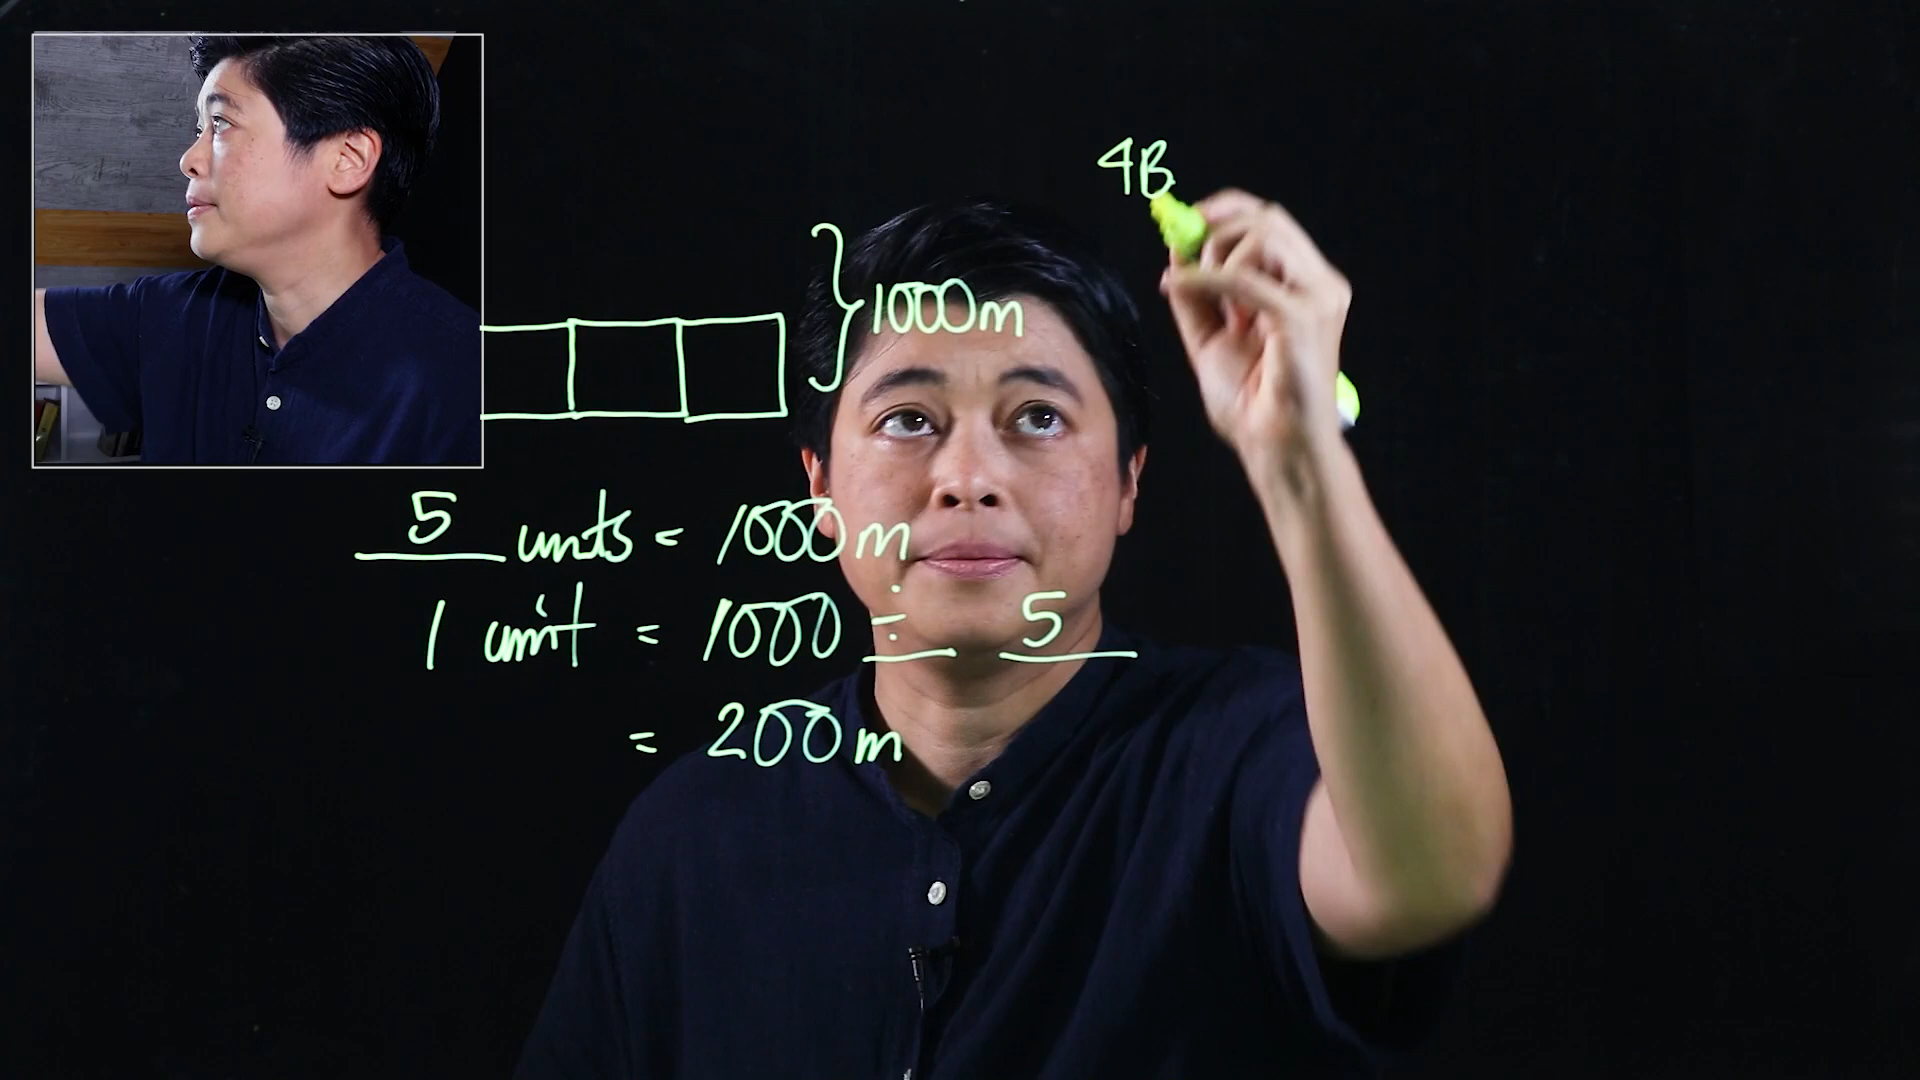 4B
1000m
5 units = 1000m
1 unit = 1000 ÷ 5
= 200m